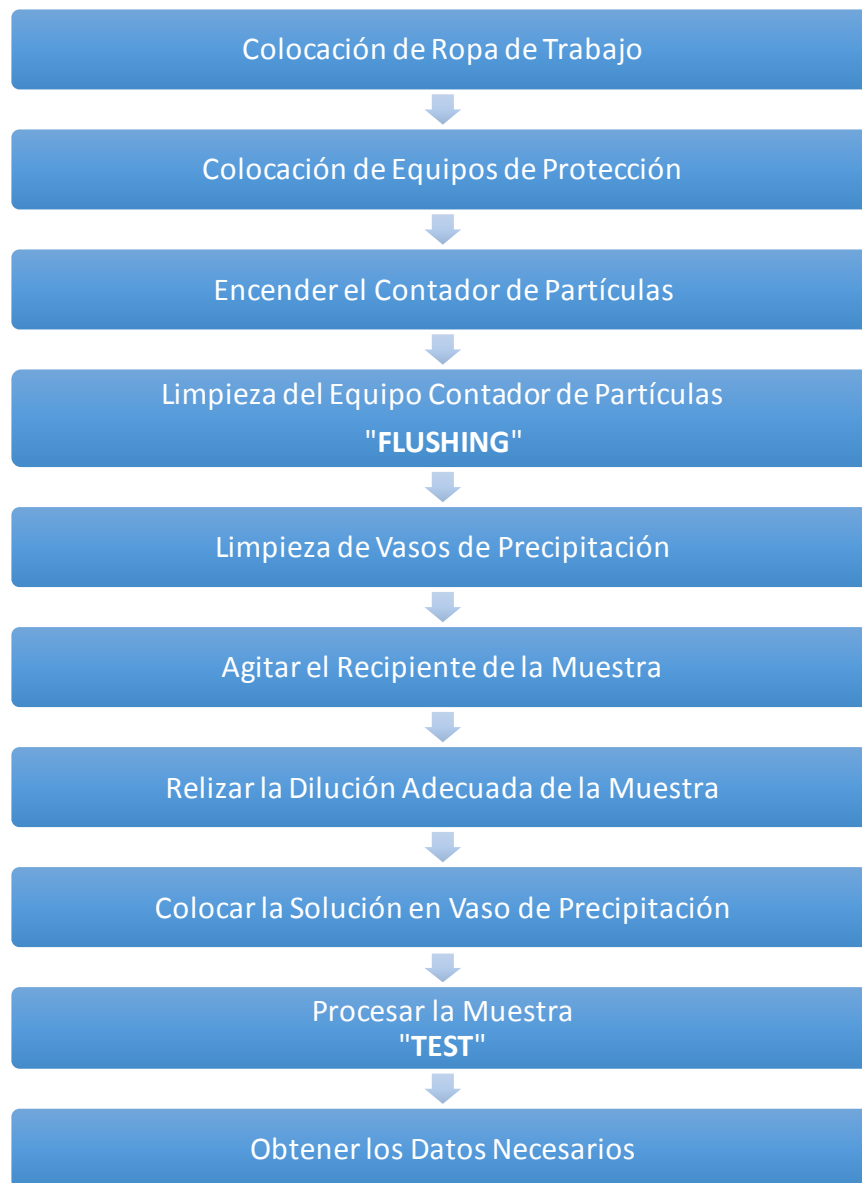 Colocación de Ropa de Trabajo
Colocación de Equipos de Protección
Encender el Contador de Partículas
Limpieza del Equipo Contador de Partículas
"FLUSHING"
Limpieza de Vasos de Precipitación
Agitar el Recipiente de la Muestra
Relizar la Dilución Adecuada de la Muestra
Colocar la Solución en Vaso de Precipitación
Procesar la Muestra
"TEST"
Obtener los Datos Necesarios